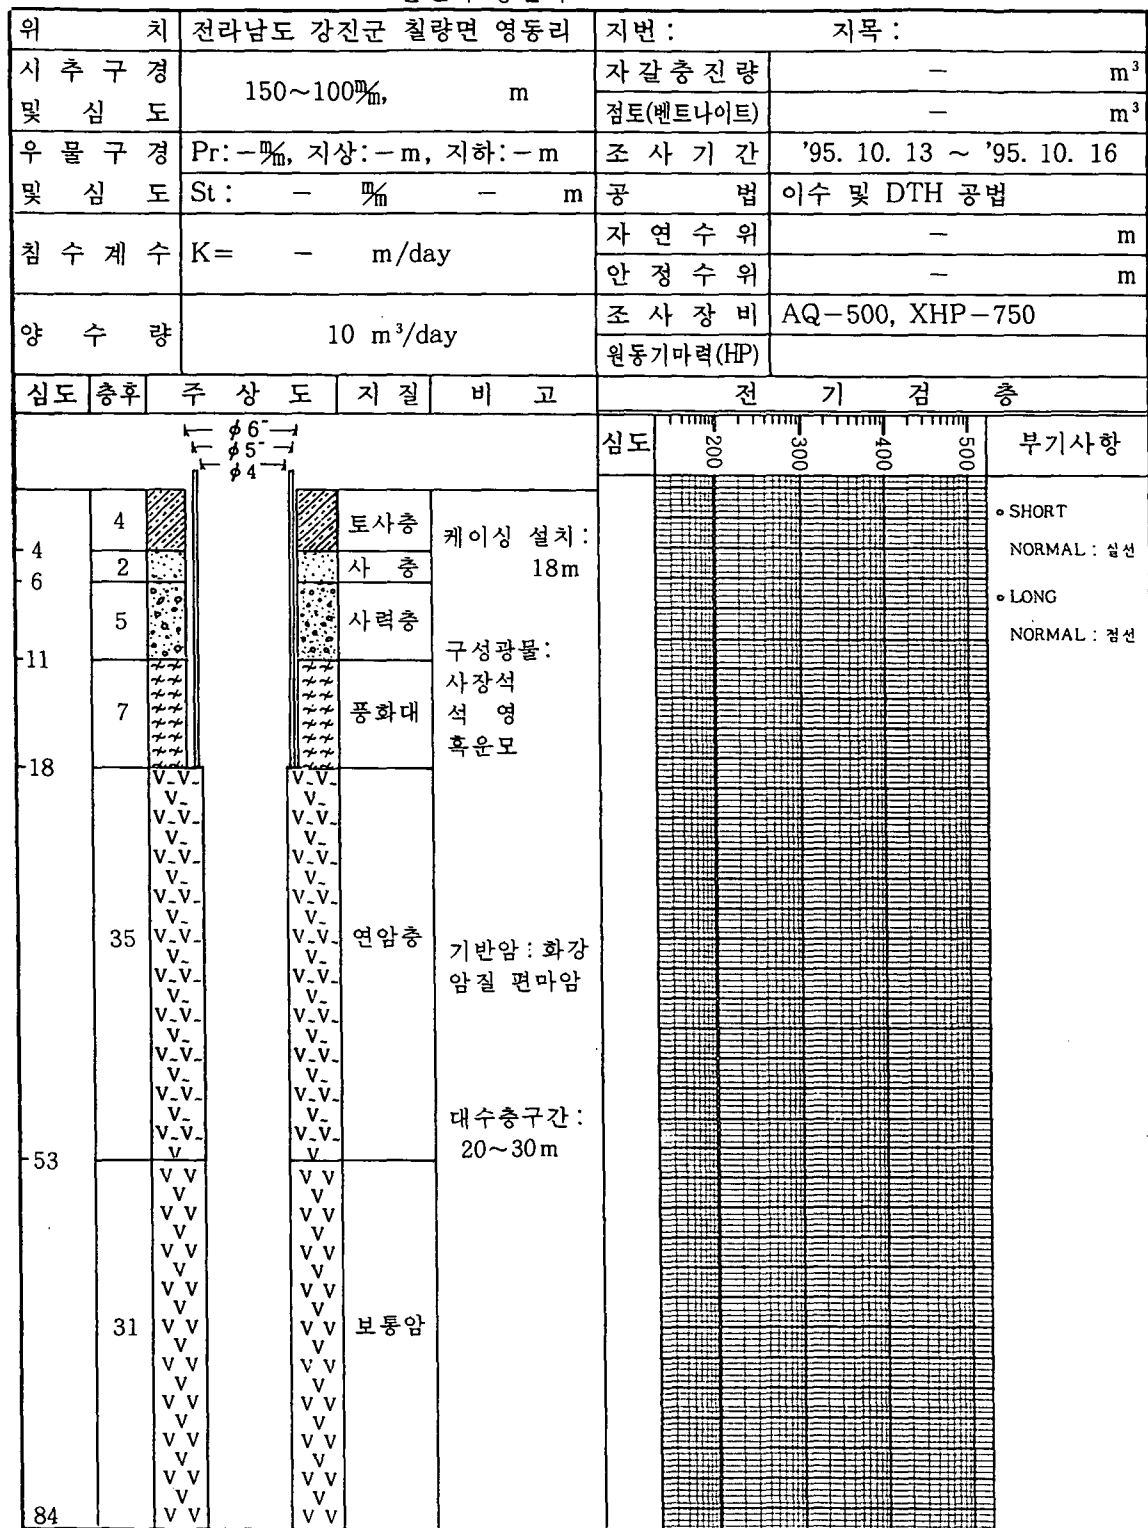 위 치 전라남도 강진군 칠량면 영동리 지번 : 지목 :
시 추 구 경 및 심 도 150~100㎜, m
자갈충진량 - m³
점토(벤트나이트) - m³
우 물 구 경 및 심 도 Pr: -㎜, 지상: - m, 지하: - m
St : - ㎜ - m
조 사 기 간 '95. 10. 13 ~ '95. 10. 16
공 법 이수 및 DTH 공법
침 수 계 수 K= - m/day
자 연 수 위 - m
안 정 수 위 - m
양 수 량 10 m³/day
조 사 장 비 AQ-500, XHP-750
원동기마력(HP)
심도 층후 주 상 도 지 질 비 고 전 기 검 층
φ6"
φ5"
φ4
심도 200 300 400 500 부기사항
4 토사층
케이싱 설치 :
18m
4
2 사 층
6
5 사력층
11
구성광물:
사장석
석 영
흑운모
7 풍화대
18
35 연암층
기반암 : 화강
암질 편마암
대수층구간 :
20~30m
53
31 보통암
84
∘ SHORT
NORMAL : 실선
∘ LONG
NORMAL : 점선